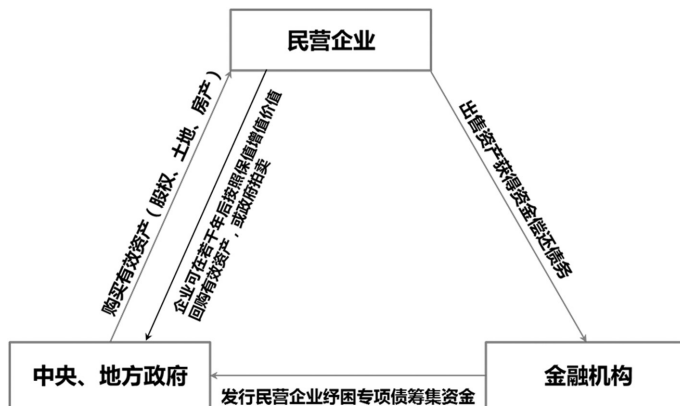 民营企业
购买有效资产（股权、土地、房产）
企业可在若干年后按照保值增值价值
回购有效资产，或政府拍卖
出售资产获得资金偿还债务
中央、地方政府
金融机构
发行民营企业纾困专项债筹集资金